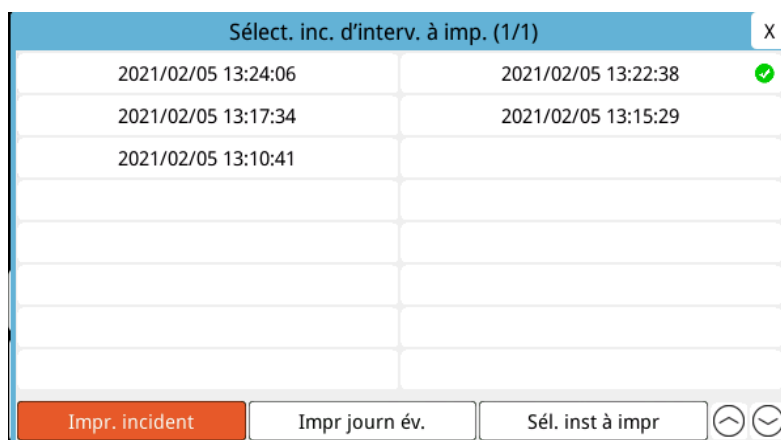 Sélect. inc. d'interv. à imp. (1/1) X
2021/02/05 13:24:06 2021/02/05 13:22:38
2021/02/05 13:17:34 2021/02/05 13:15:29
2021/02/05 13:10:41
Impr. incident Impr journ év. Sél. inst à impr